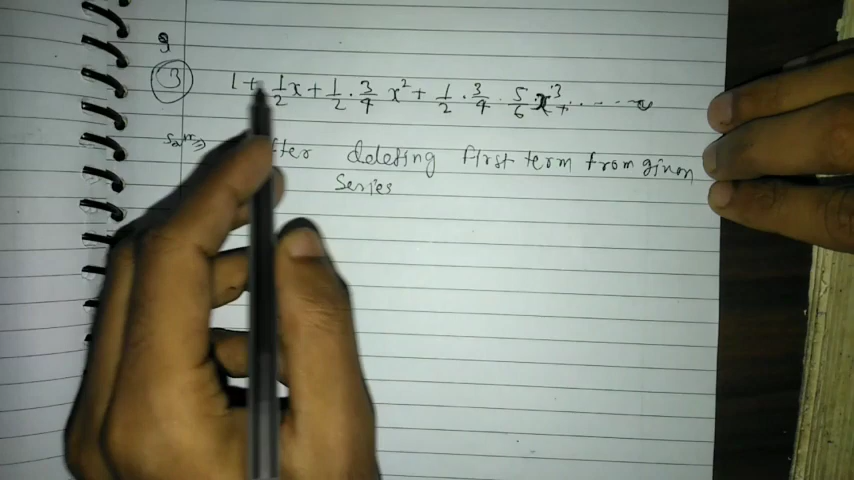 9
3 1 + 1/2 x + 1/2 · 3/4 x² + 1/2 · 3/4 · 5/6 x³ + ..... ∞
Solⁿ ⇒ fter deleting first term from given
Series